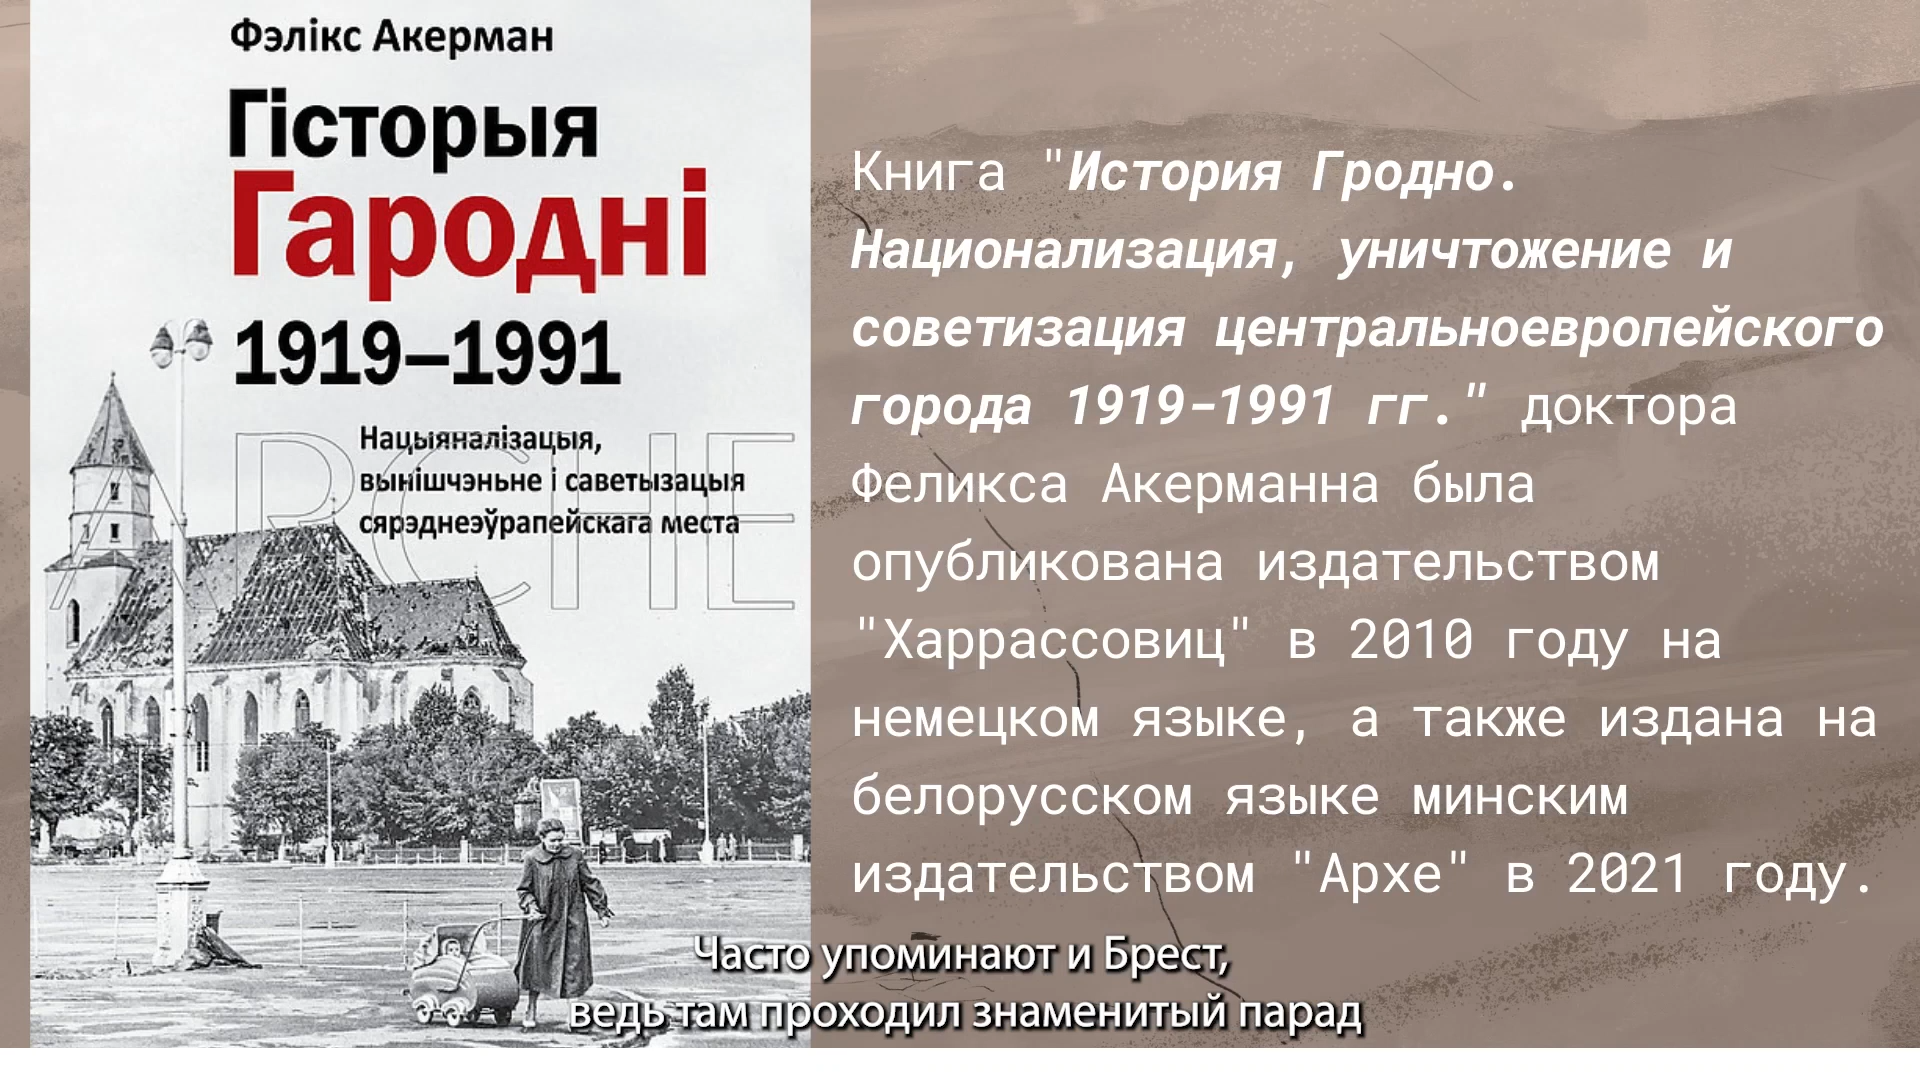 Фэлікс Акерман
Гісторыя
Гародні
1919–1991
Нацыяналізацыя,
вынішчэньне і саветызацыя
сярэднеэўрапейскага места
ARCHE
Книга "История Гродно.
Национализация, уничтожение и
советизация центральноевропейского
города 1919-1991 гг." доктора
Феликса Акерманна была
опубликована издательством
"Харрассовиц" в 2010 году на
немецком языке, а также издана на
белорусском языке минским
издательством "Архе" в 2021 году.
Часто упоминают и Брест,
ведь там проходил знаменитый парад